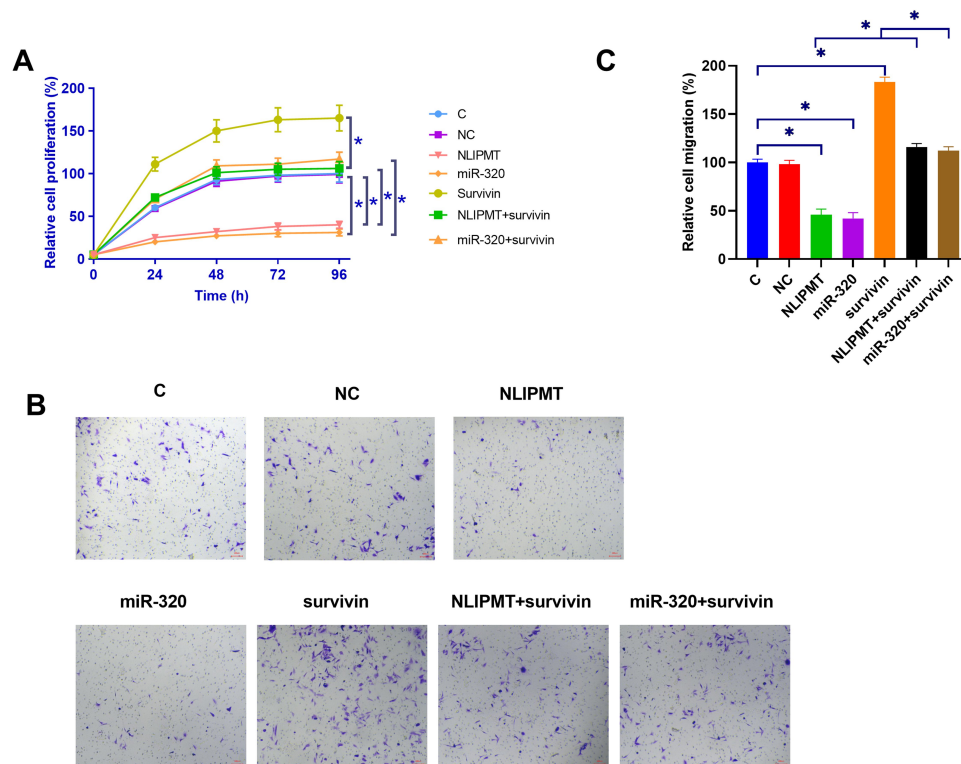 A
Relative cell proliferation (%)
200
150
100
50
0
0 24 48 72 96
Time (h)
*
* * * *
C
NC
NLIPMT
miR-320
Survivin
NLIPMT+survivin
miR-320+survivin
C
Relative cell migration (%)
200
150
100
50
0
* *
*
*
*
C
NC
NLIPMT
miR-320
survivin
NLIPMT+survivin
miR-320+survivin
B
C NC NLIPMT
miR-320 survivin NLIPMT+survivin miR-320+survivin